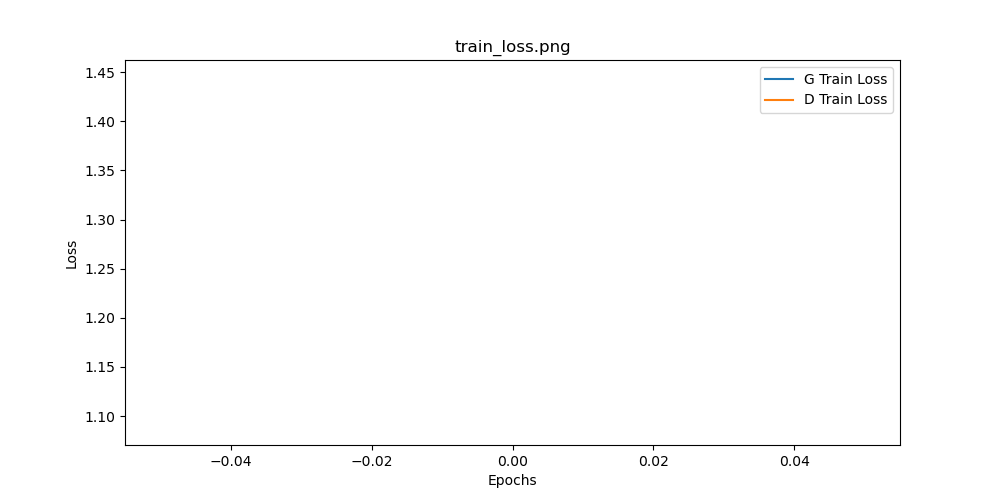 train_loss.png
G Train Loss
D Train Loss
1.45
1.40
1.35
1.30
1.25
1.20
1.15
1.10
Loss
−0.04 −0.02 0.00 0.02 0.04
Epochs